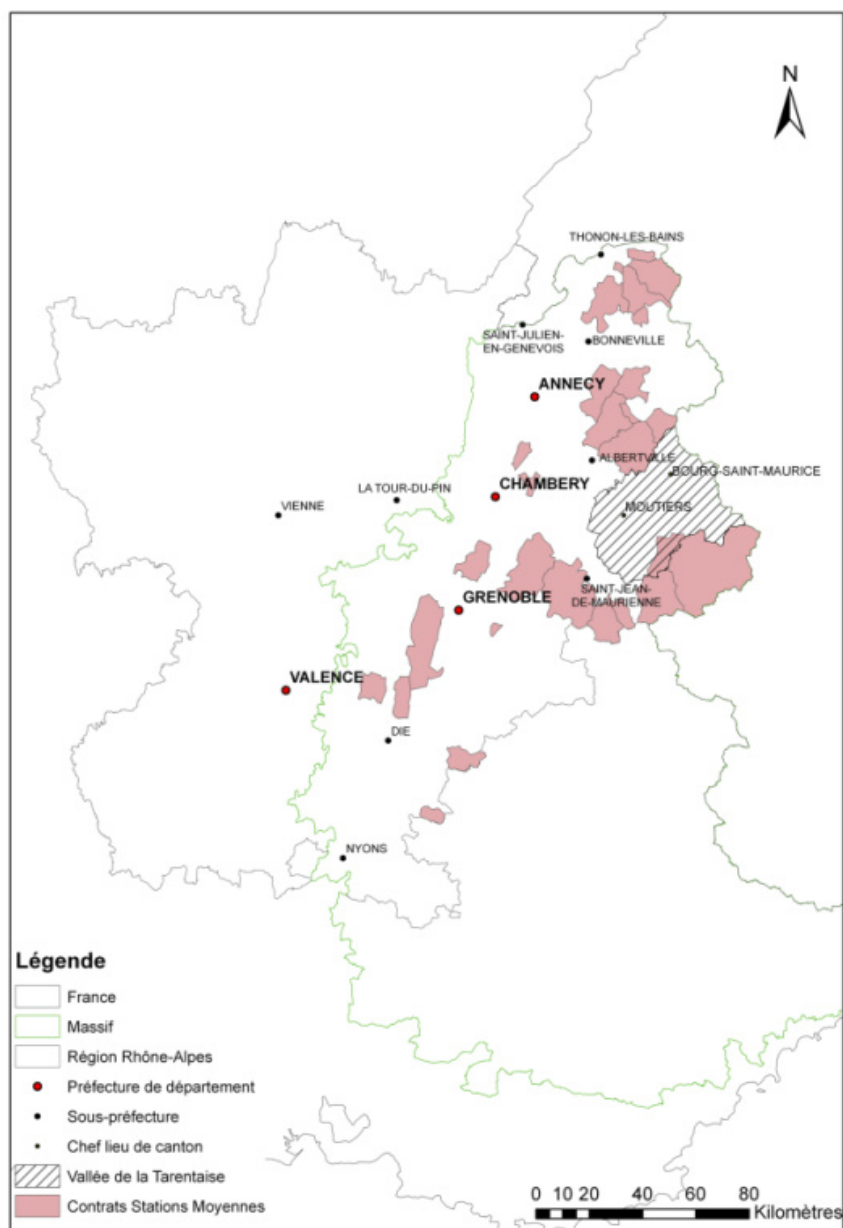 N
THONON-LES-BAINS
SAINT-JULIEN-
EN-GENEVOIS
BONNEVILLE
ANNECY
ALBERTVILLE
BOURG-SAINT-MAURICE
CHAMBERY
LA TOUR-DU-PIN
VIENNE
MOUTIERS
SAINT-JEAN-
DE-MAURIENNE
GRENOBLE
VALENCE
DIE
NYONS
Légende
France
Massif
Région Rhône-Alpes
Préfecture de département
Sous-préfecture
Chef lieu de canton
Vallée de la Tarentaise
Contrats Stations Moyennes
0 10 20 40 60 80
Kilomètres